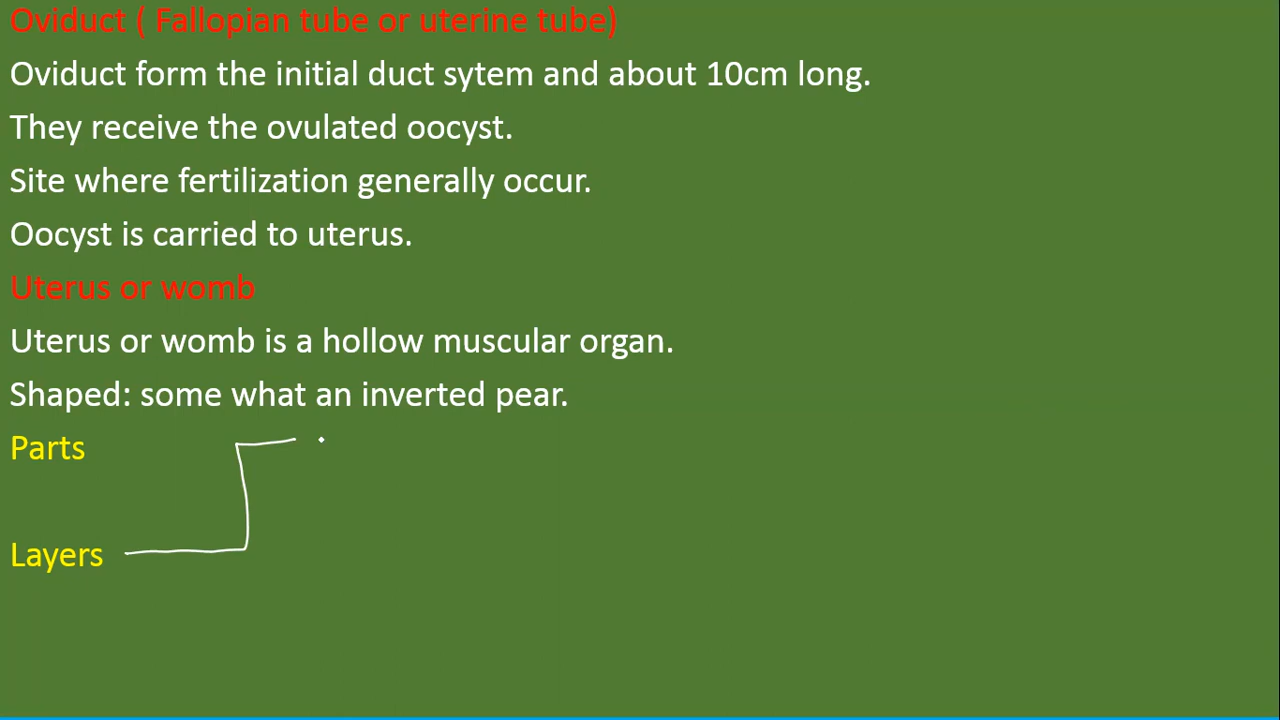 Oviduct ( Fallopian tube or uterine tube)
Oviduct form the initial duct sytem and about 10cm long.
They receive the ovulated oocyst.
Site where fertilization generally occur.
Oocyst is carried to uterus.
Uterus or womb
Uterus or womb is a hollow muscular organ.
Shaped: some what an inverted pear.
Parts
Layers